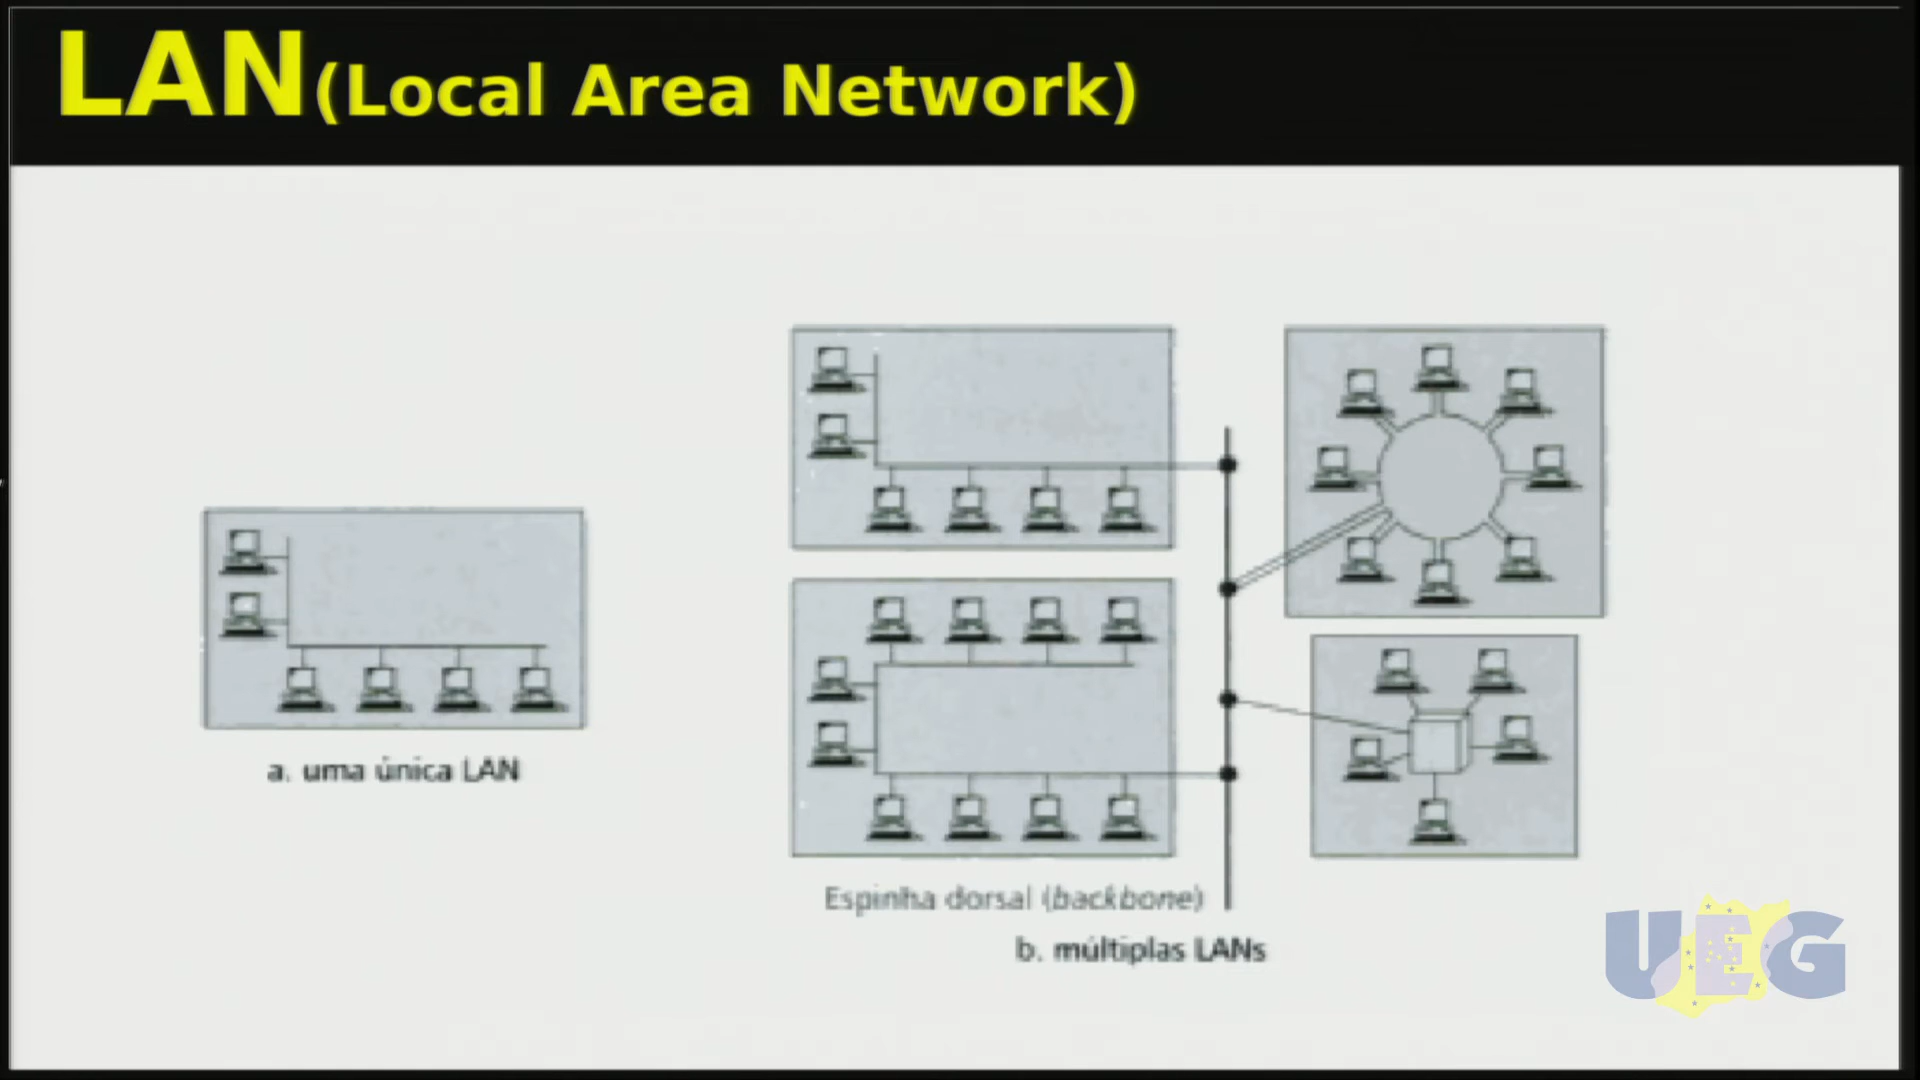 LAN(Local Area Network)
a. uma única LAN
Espinha dorsal (backbone)
b. múltiplas LANs
UEG